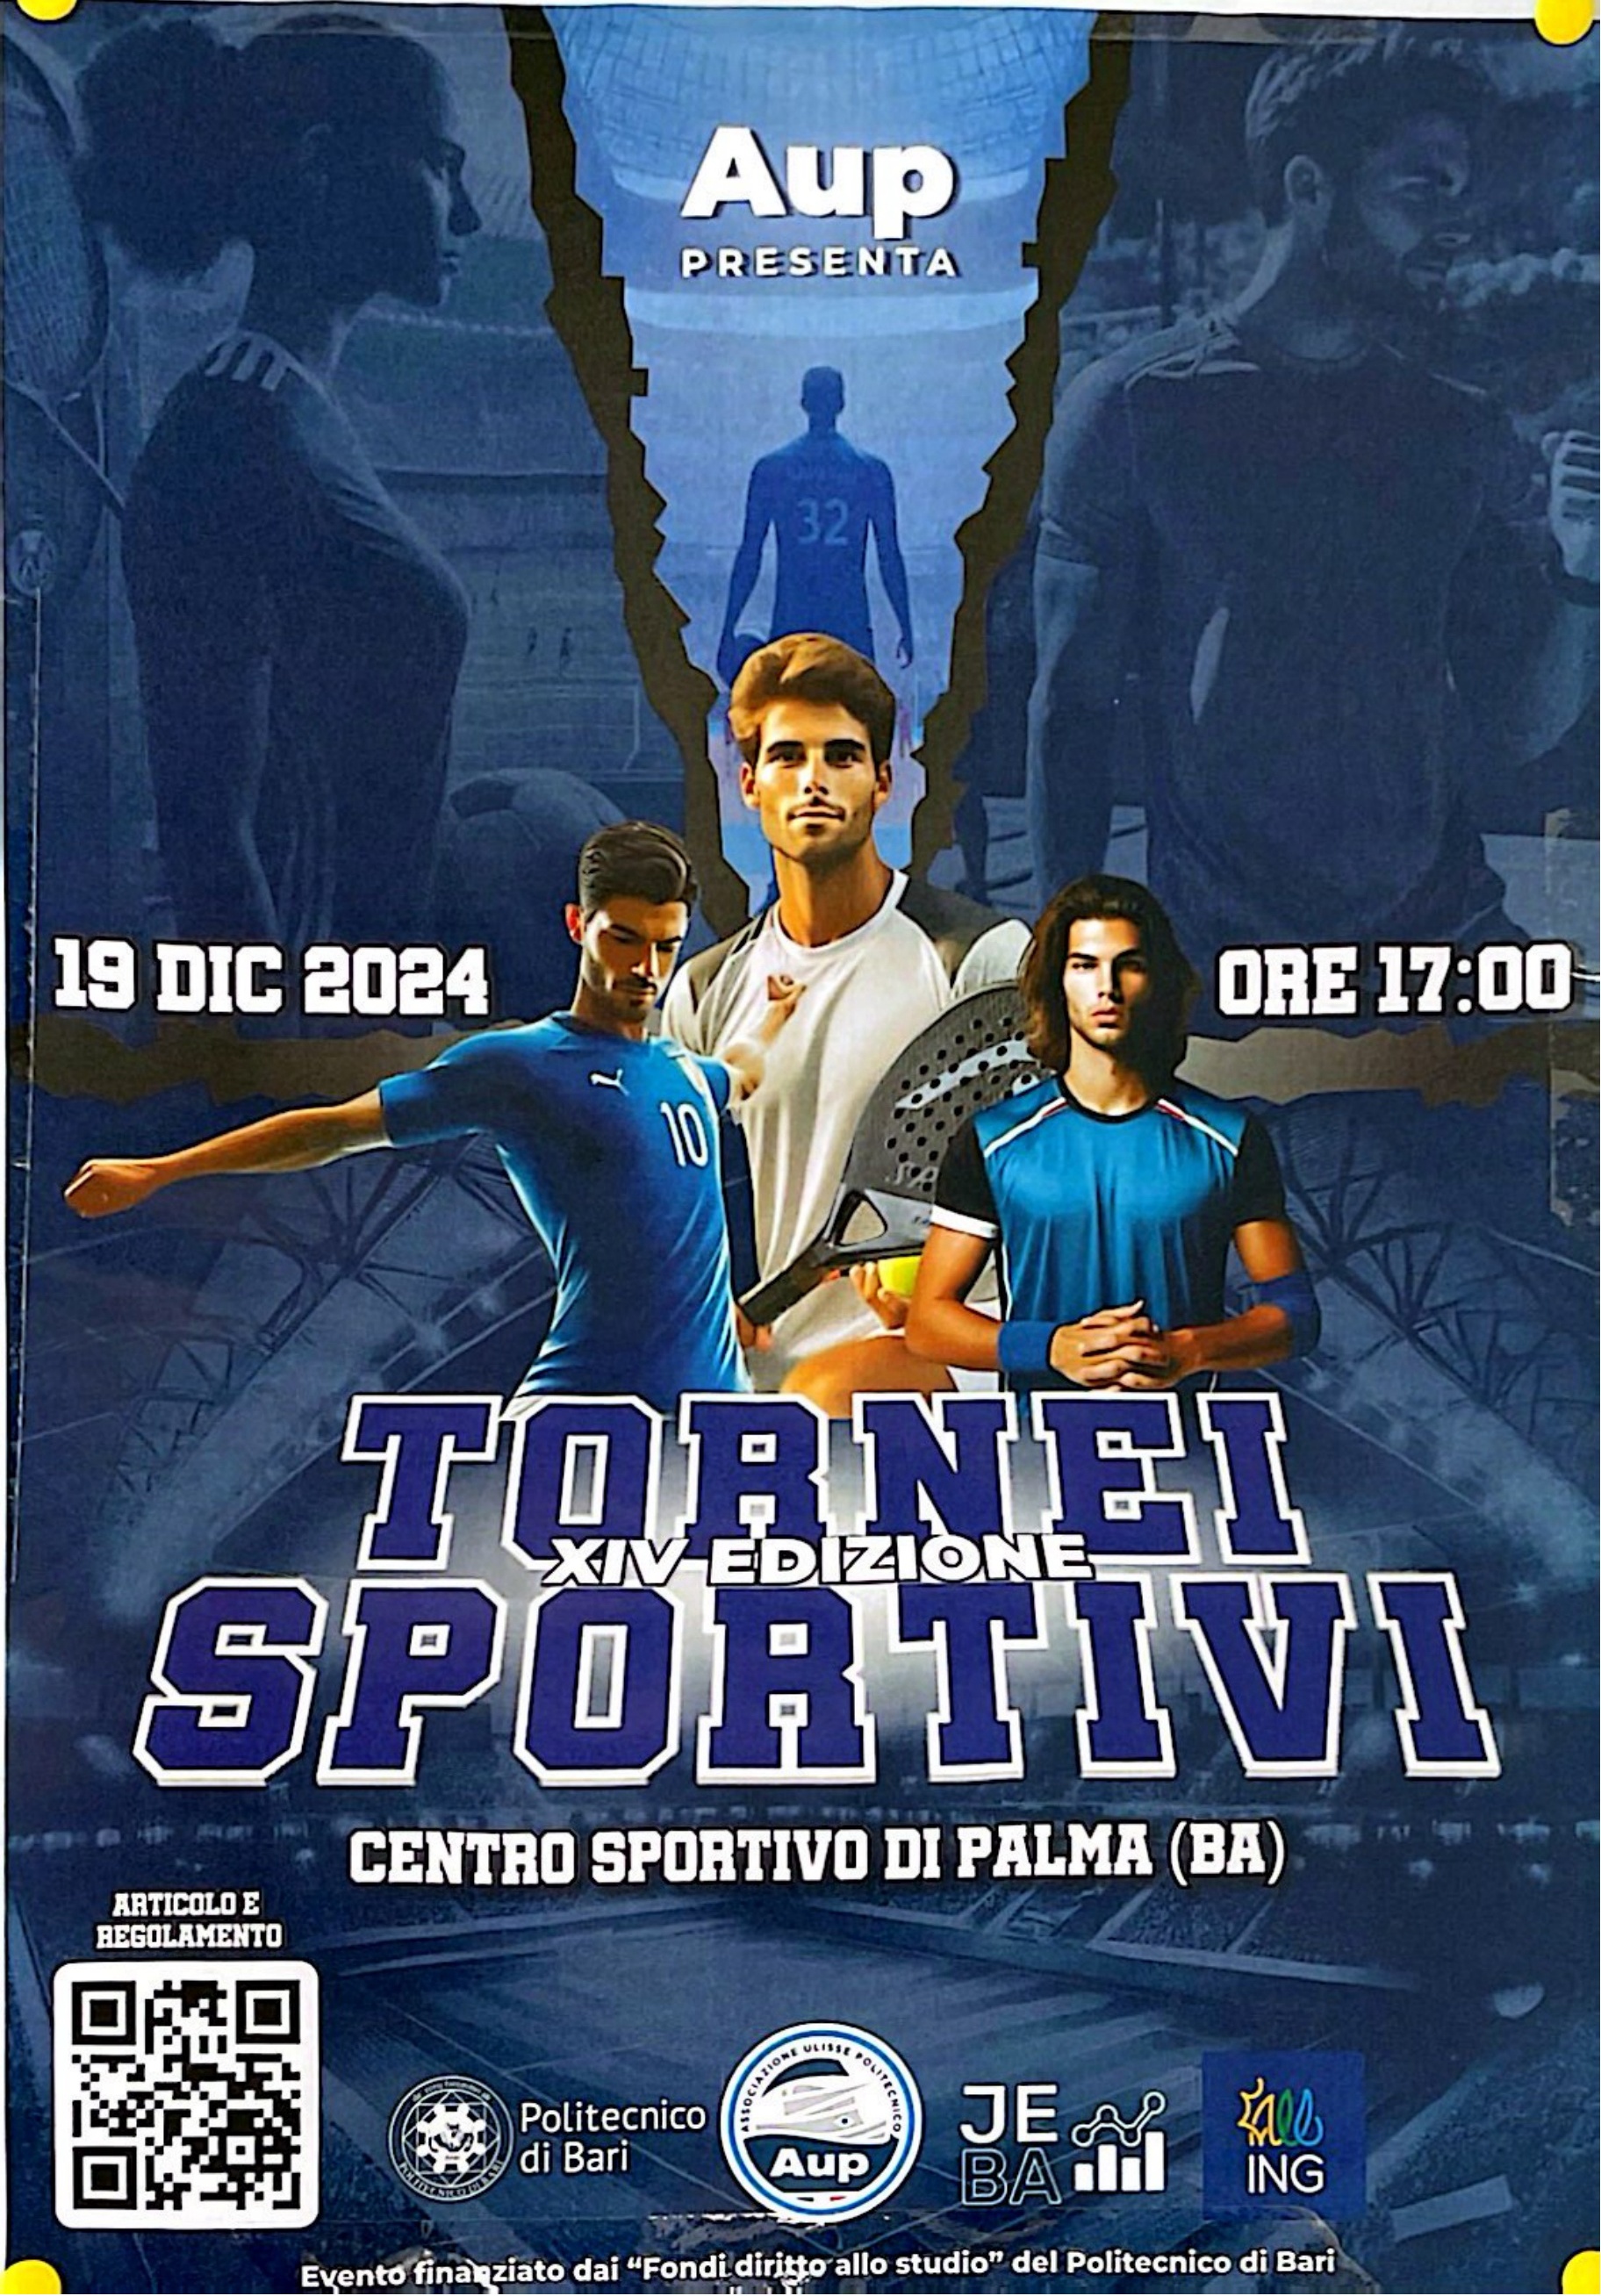 Aup
PRESENTA
32
19 DIC 2024
ORE 17:00
10
TORNEI
XIV EDIZIONE
SPORTIVI
CENTRO SPORTIVO DI PALMA (BA)
ARTICOLO E
REGOLAMENTO
Politecnico
di Bari
ASSOCIAZIONE ULISSE POLITECNICO
Aup
JE
BA
ING
Evento finanziato dai “Fondi diritto allo studio” del Politecnico di Bari